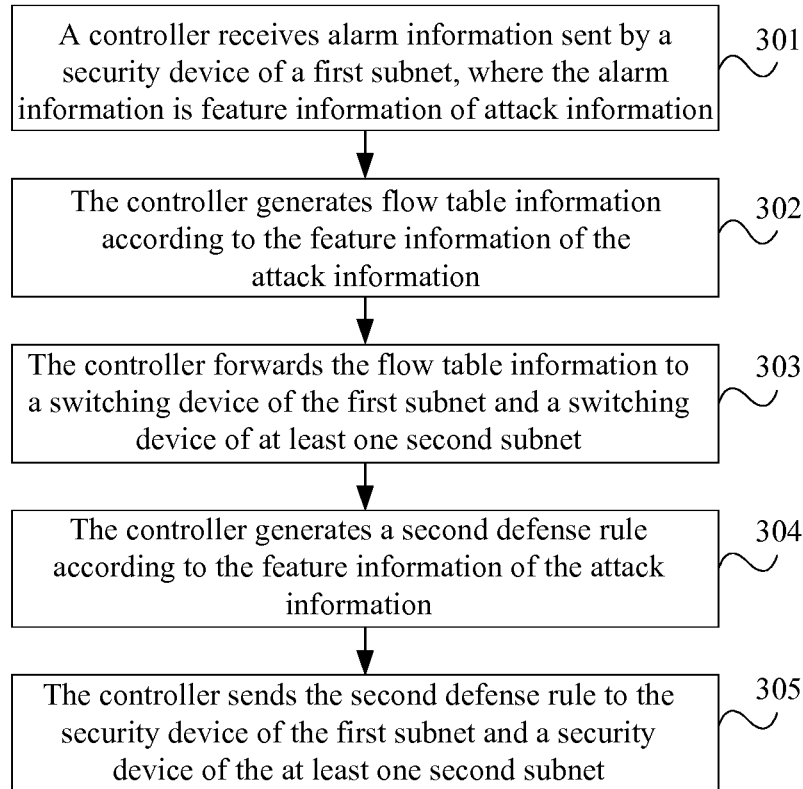 A controller receives alarm information sent by a
security device of a first subnet, where the alarm
information is feature information of attack information
301
The controller generates flow table information
according to the feature information of the
attack information
302
The controller forwards the flow table information to
a switching device of the first subnet and a switching
device of at least one second subnet
303
The controller generates a second defense rule
according to the feature information of the attack
information
304
The controller sends the second defense rule to the
security device of the first subnet and a security
device of the at least one second subnet
305